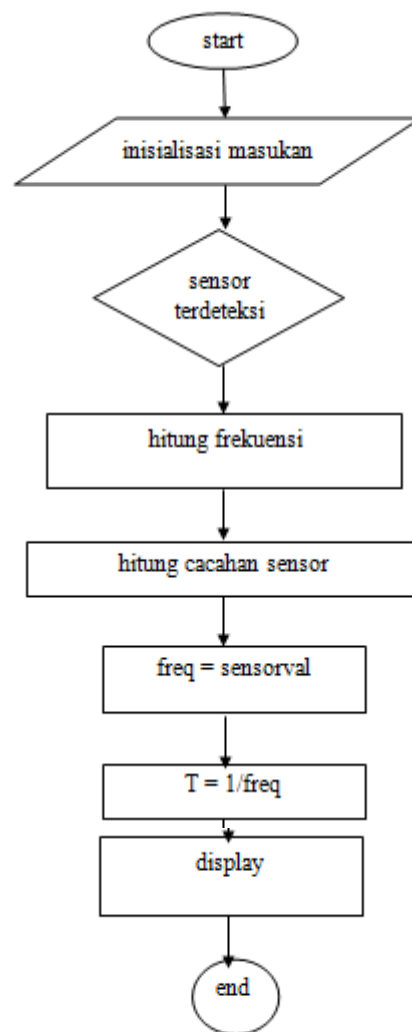 start
inisialisasi masukan
sensor
terdeteksi
hitung frekuensi
hitung cacahan sensor
freq = sensorval
T = 1/freq
display
end